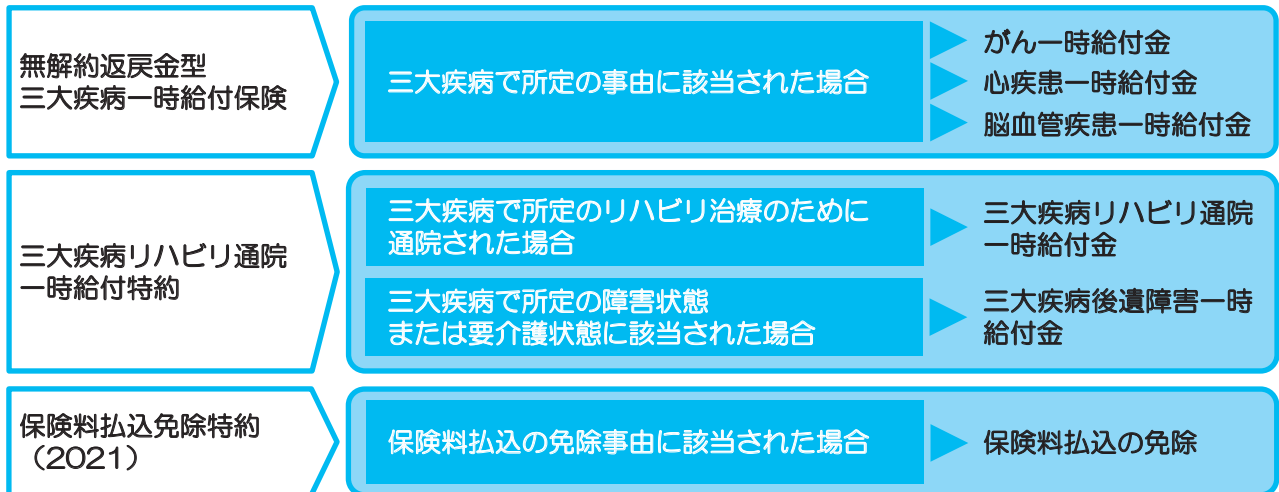 無解約返戻金型
三大疾病一時給付保険
三大疾病で所定の事由に該当された場合
がん一時給付金
心疾患一時給付金
脳血管疾患一時給付金
三大疾病リハビリ通院
一時給付特約
三大疾病で所定のリハビリ治療のために
通院された場合
三大疾病リハビリ通院
一時給付金
三大疾病で所定の障害状態
または要介護状態に該当された場合
三大疾病後遺障害一時
給付金
保険料払込免除特約
（2021）
保険料払込の免除事由に該当された場合
保険料払込の免除